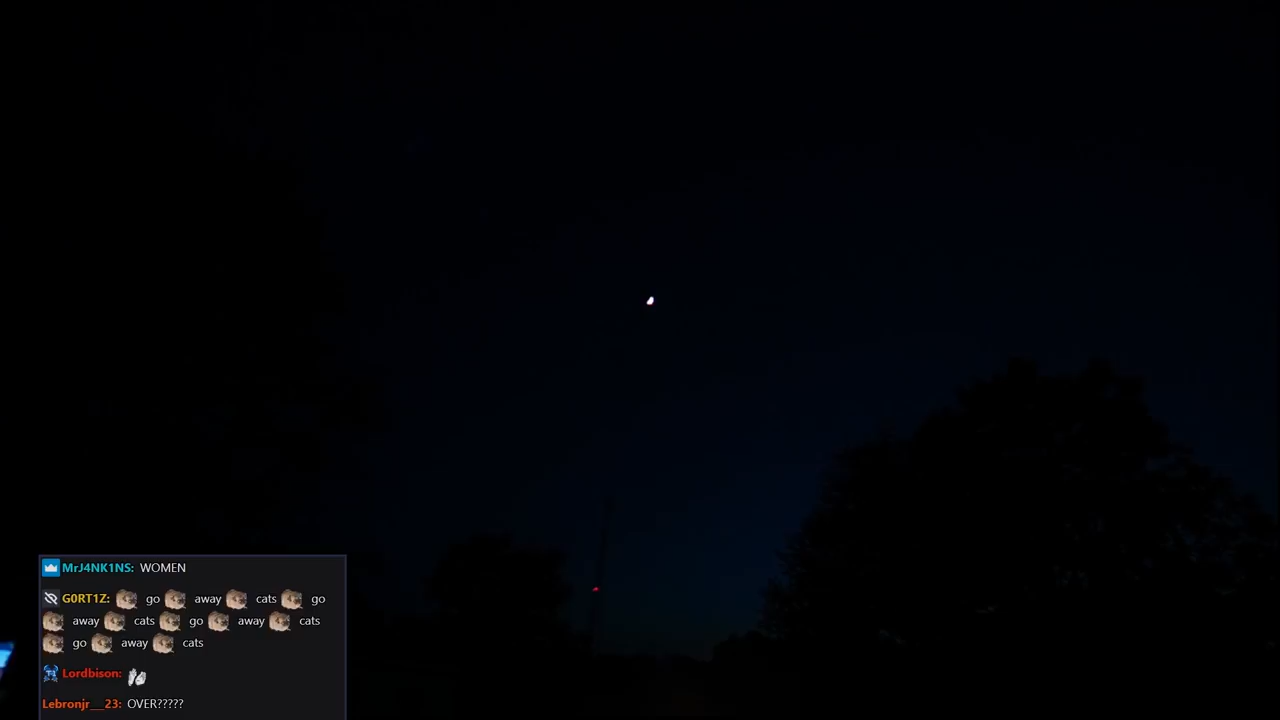 MrJ4NK1NS: WOMEN
G0RT1Z: go away cats go
away cats go away cats
go away cats
Lordbison:
Lebronjr__23: OVER?????